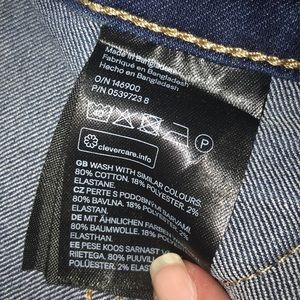 Made in Bangladesh
Fabriqué en Bangladesh
Hecho en Bangladesh
O/N 146900
P/N 0539723 8
40
P
clevercare.info
GB WASH WITH SIMILAR COLOURS.
80% COTTON. 18% POLYESTER. 2%
ELASTANE.
CZ PERTE S PODOBNÝMI BARVAMI.
80% BAVLNA. 18% POLYESTER. 2%
ELASTAN.
DE MIT ÄHNLICHEN FARBEN
80% BAUMWOLLE. 18% POLYESTER. 2%
ELASTHAN.
EE PESE KOOS SARNAST
RIIETEGA. 80% PUUVILL
POLÜESTER. 2% ELAST